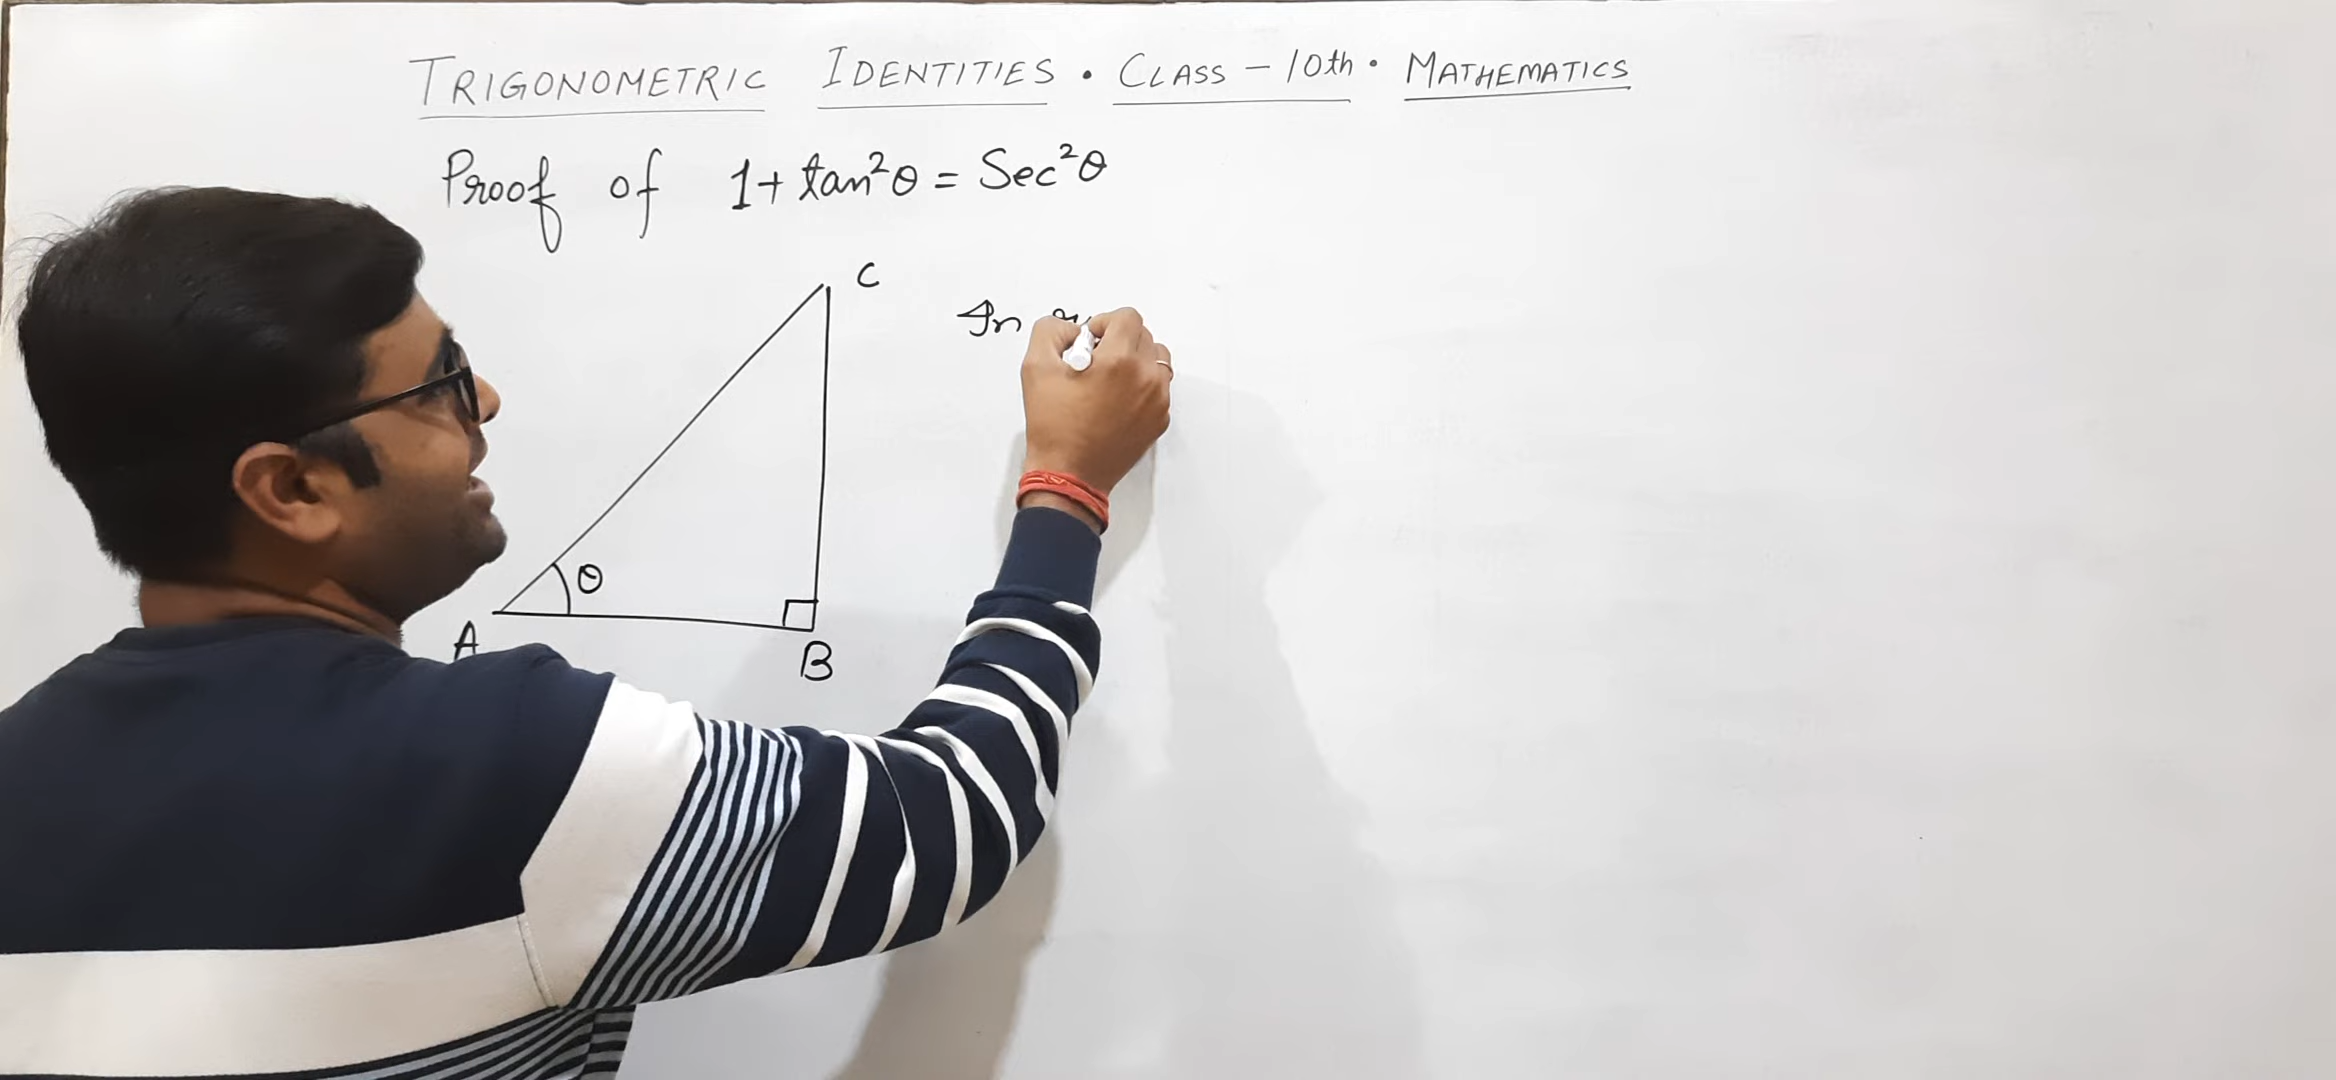 TRIGONOMETRIC IDENTITIES • CLASS - 10th • MATHEMATICS
Proof of 1 + tan²θ = Sec²θ
C
In
θ
A
B